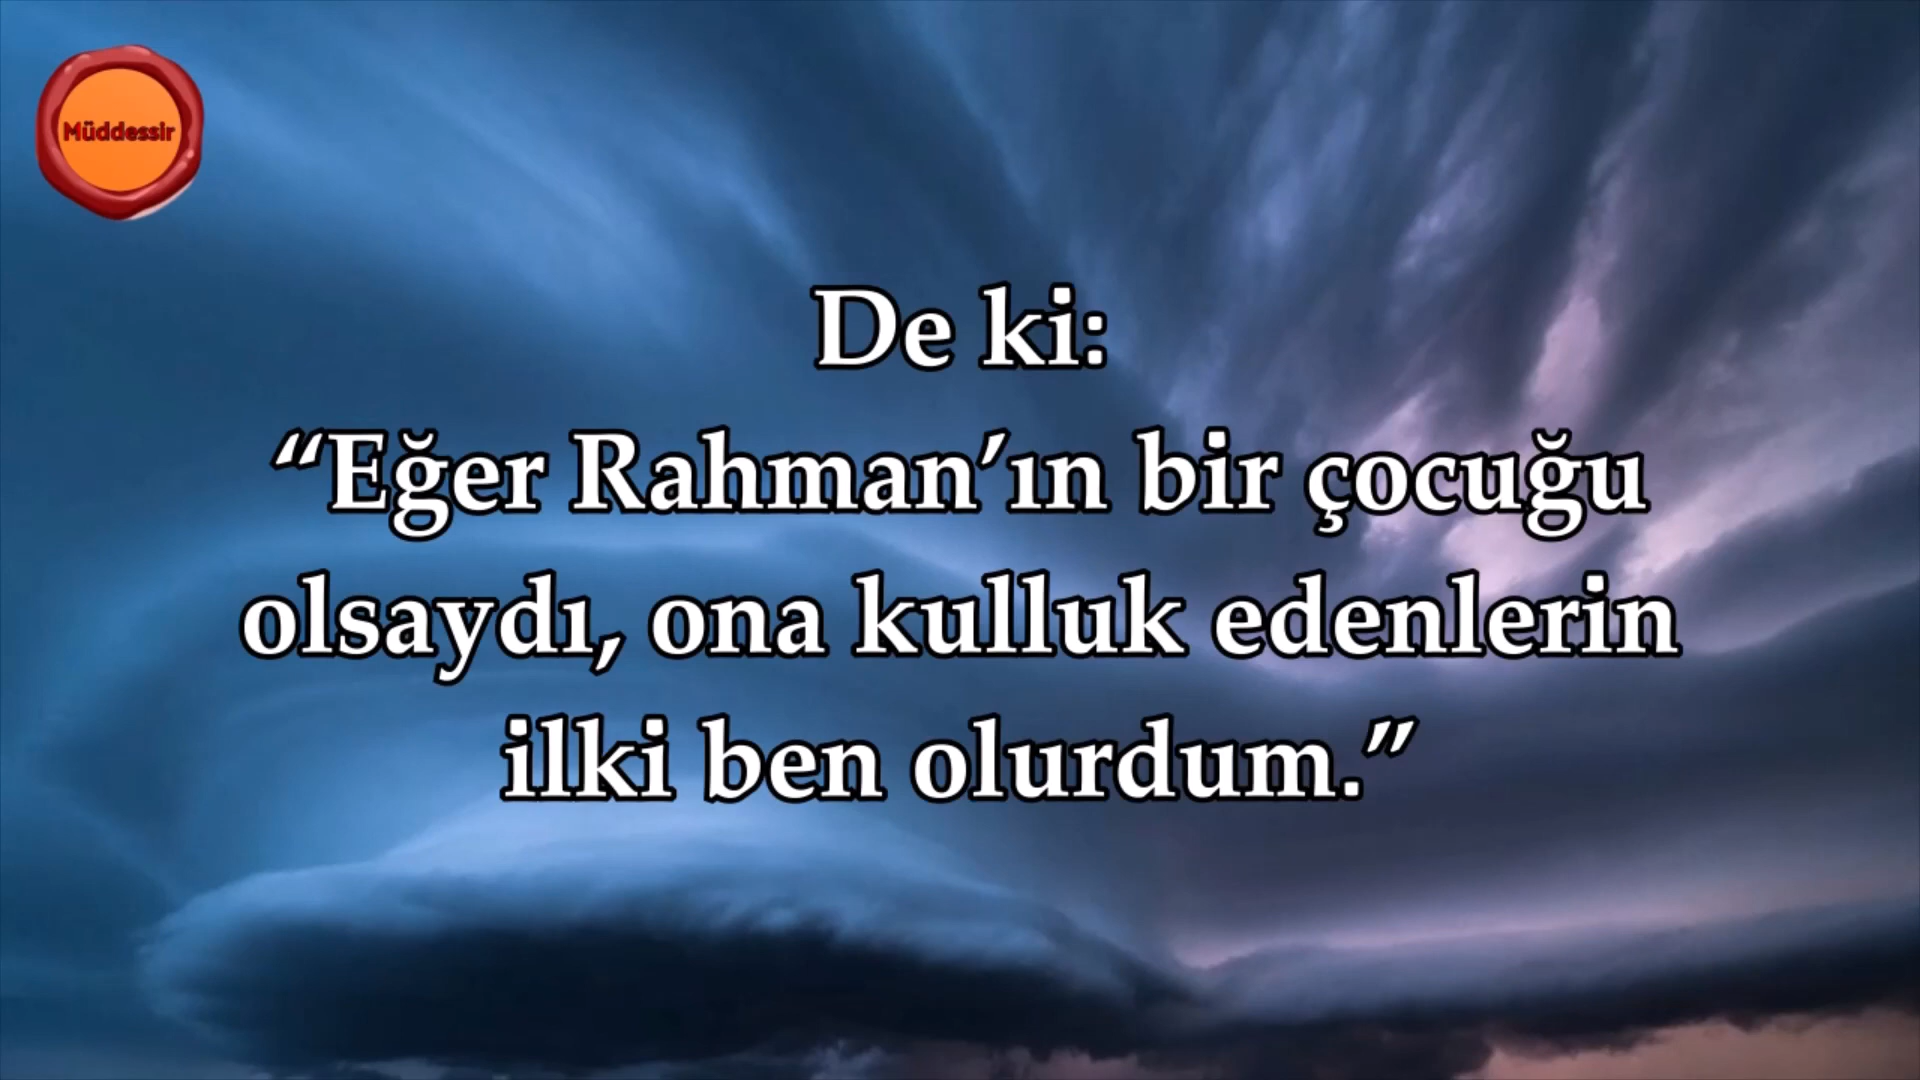 Müddessir
De ki:
“Eğer Rahman’ın bir çocuğu
olsaydı, ona kulluk edenlerin
ilki ben olurdum.”